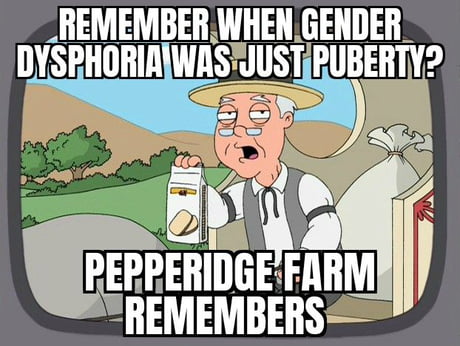 REMEMBER WHEN GENDER
DYSPHORIA WAS JUST PUBERTY?
PEPPERIDGE FARM
REMEMBERS